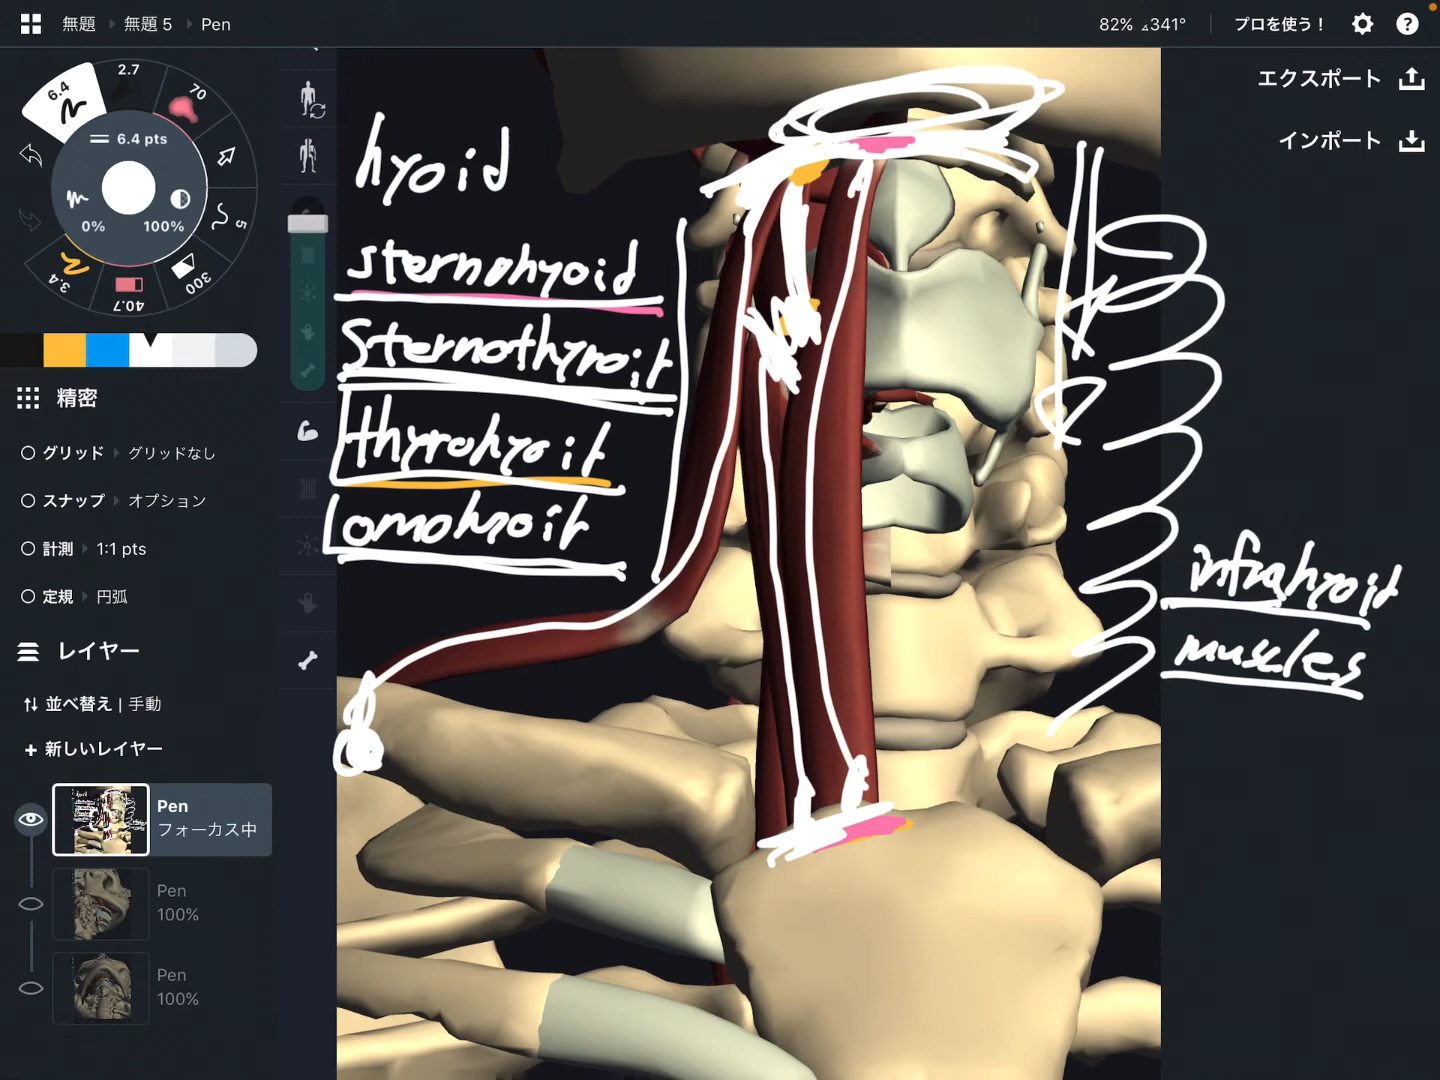 無題 無題 5 Pen
82% ⊿341°
プロを使う！
エクスポート
インポート
2.7
6.4
70
6.4 pts
0% 100%
5
300
40.7
3.4
精密
グリッド グリッドなし
スナップ オプション
計測 1:1 pts
定規 円弧
レイヤー
並べ替え | 手動
+ 新しいレイヤー
Pen
フォーカス中
Pen
100%
Pen
100%
hyoid
sternohyoid
Sternothyroit
thyrohyoit
omohyoit
infrahyoid
muscles